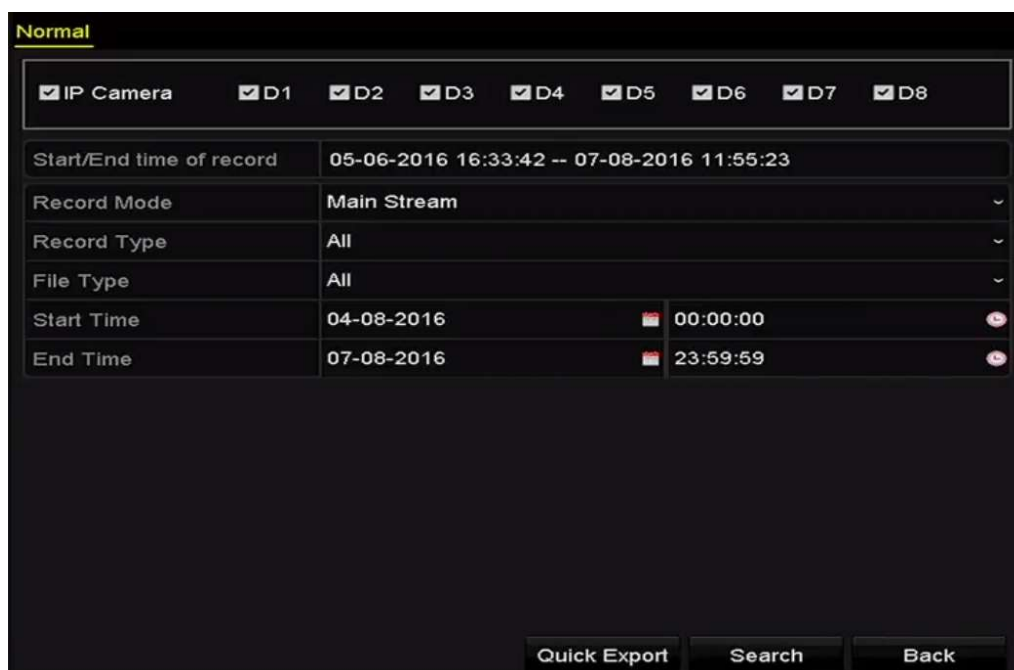 Normal
IP Camera D1 D2 D3 D4 D5 D6 D7 D8
Start/End time of record 05-06-2016 16:33:42 -- 07-08-2016 11:55:23
Record Mode Main Stream
Record Type All
File Type All
Start Time 04-08-2016 00:00:00
End Time 07-08-2016 23:59:59
Quick Export Search Back